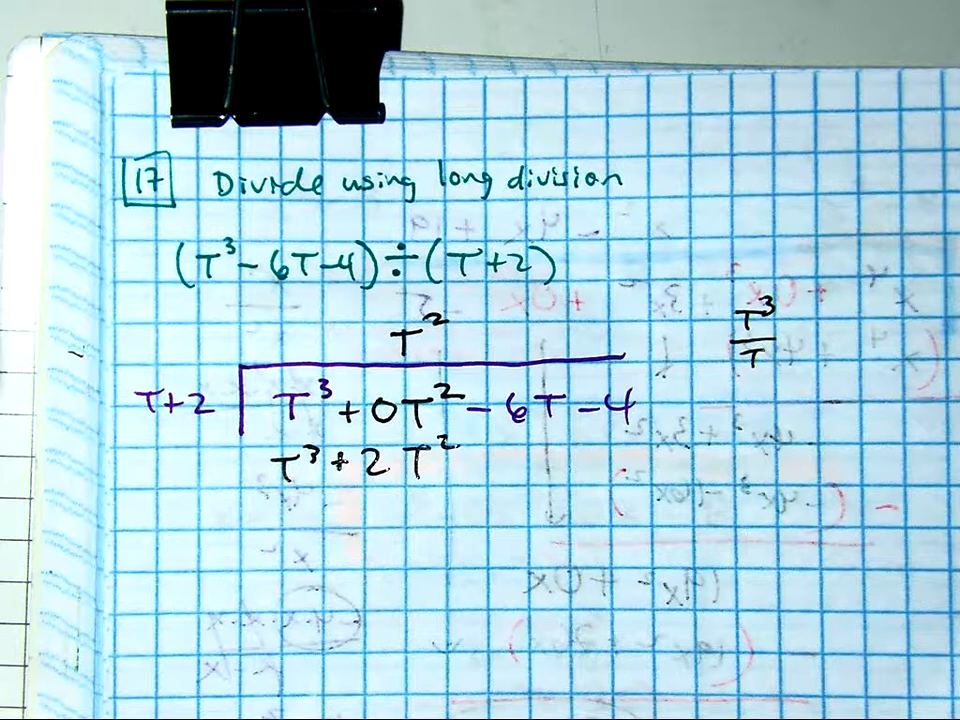 17 Divide using long division
(T³ - 6T - 4) ÷ (T + 2)
T²
T³/T
T+2 T³ + 0T² - 6T - 4
T³ + 2T²